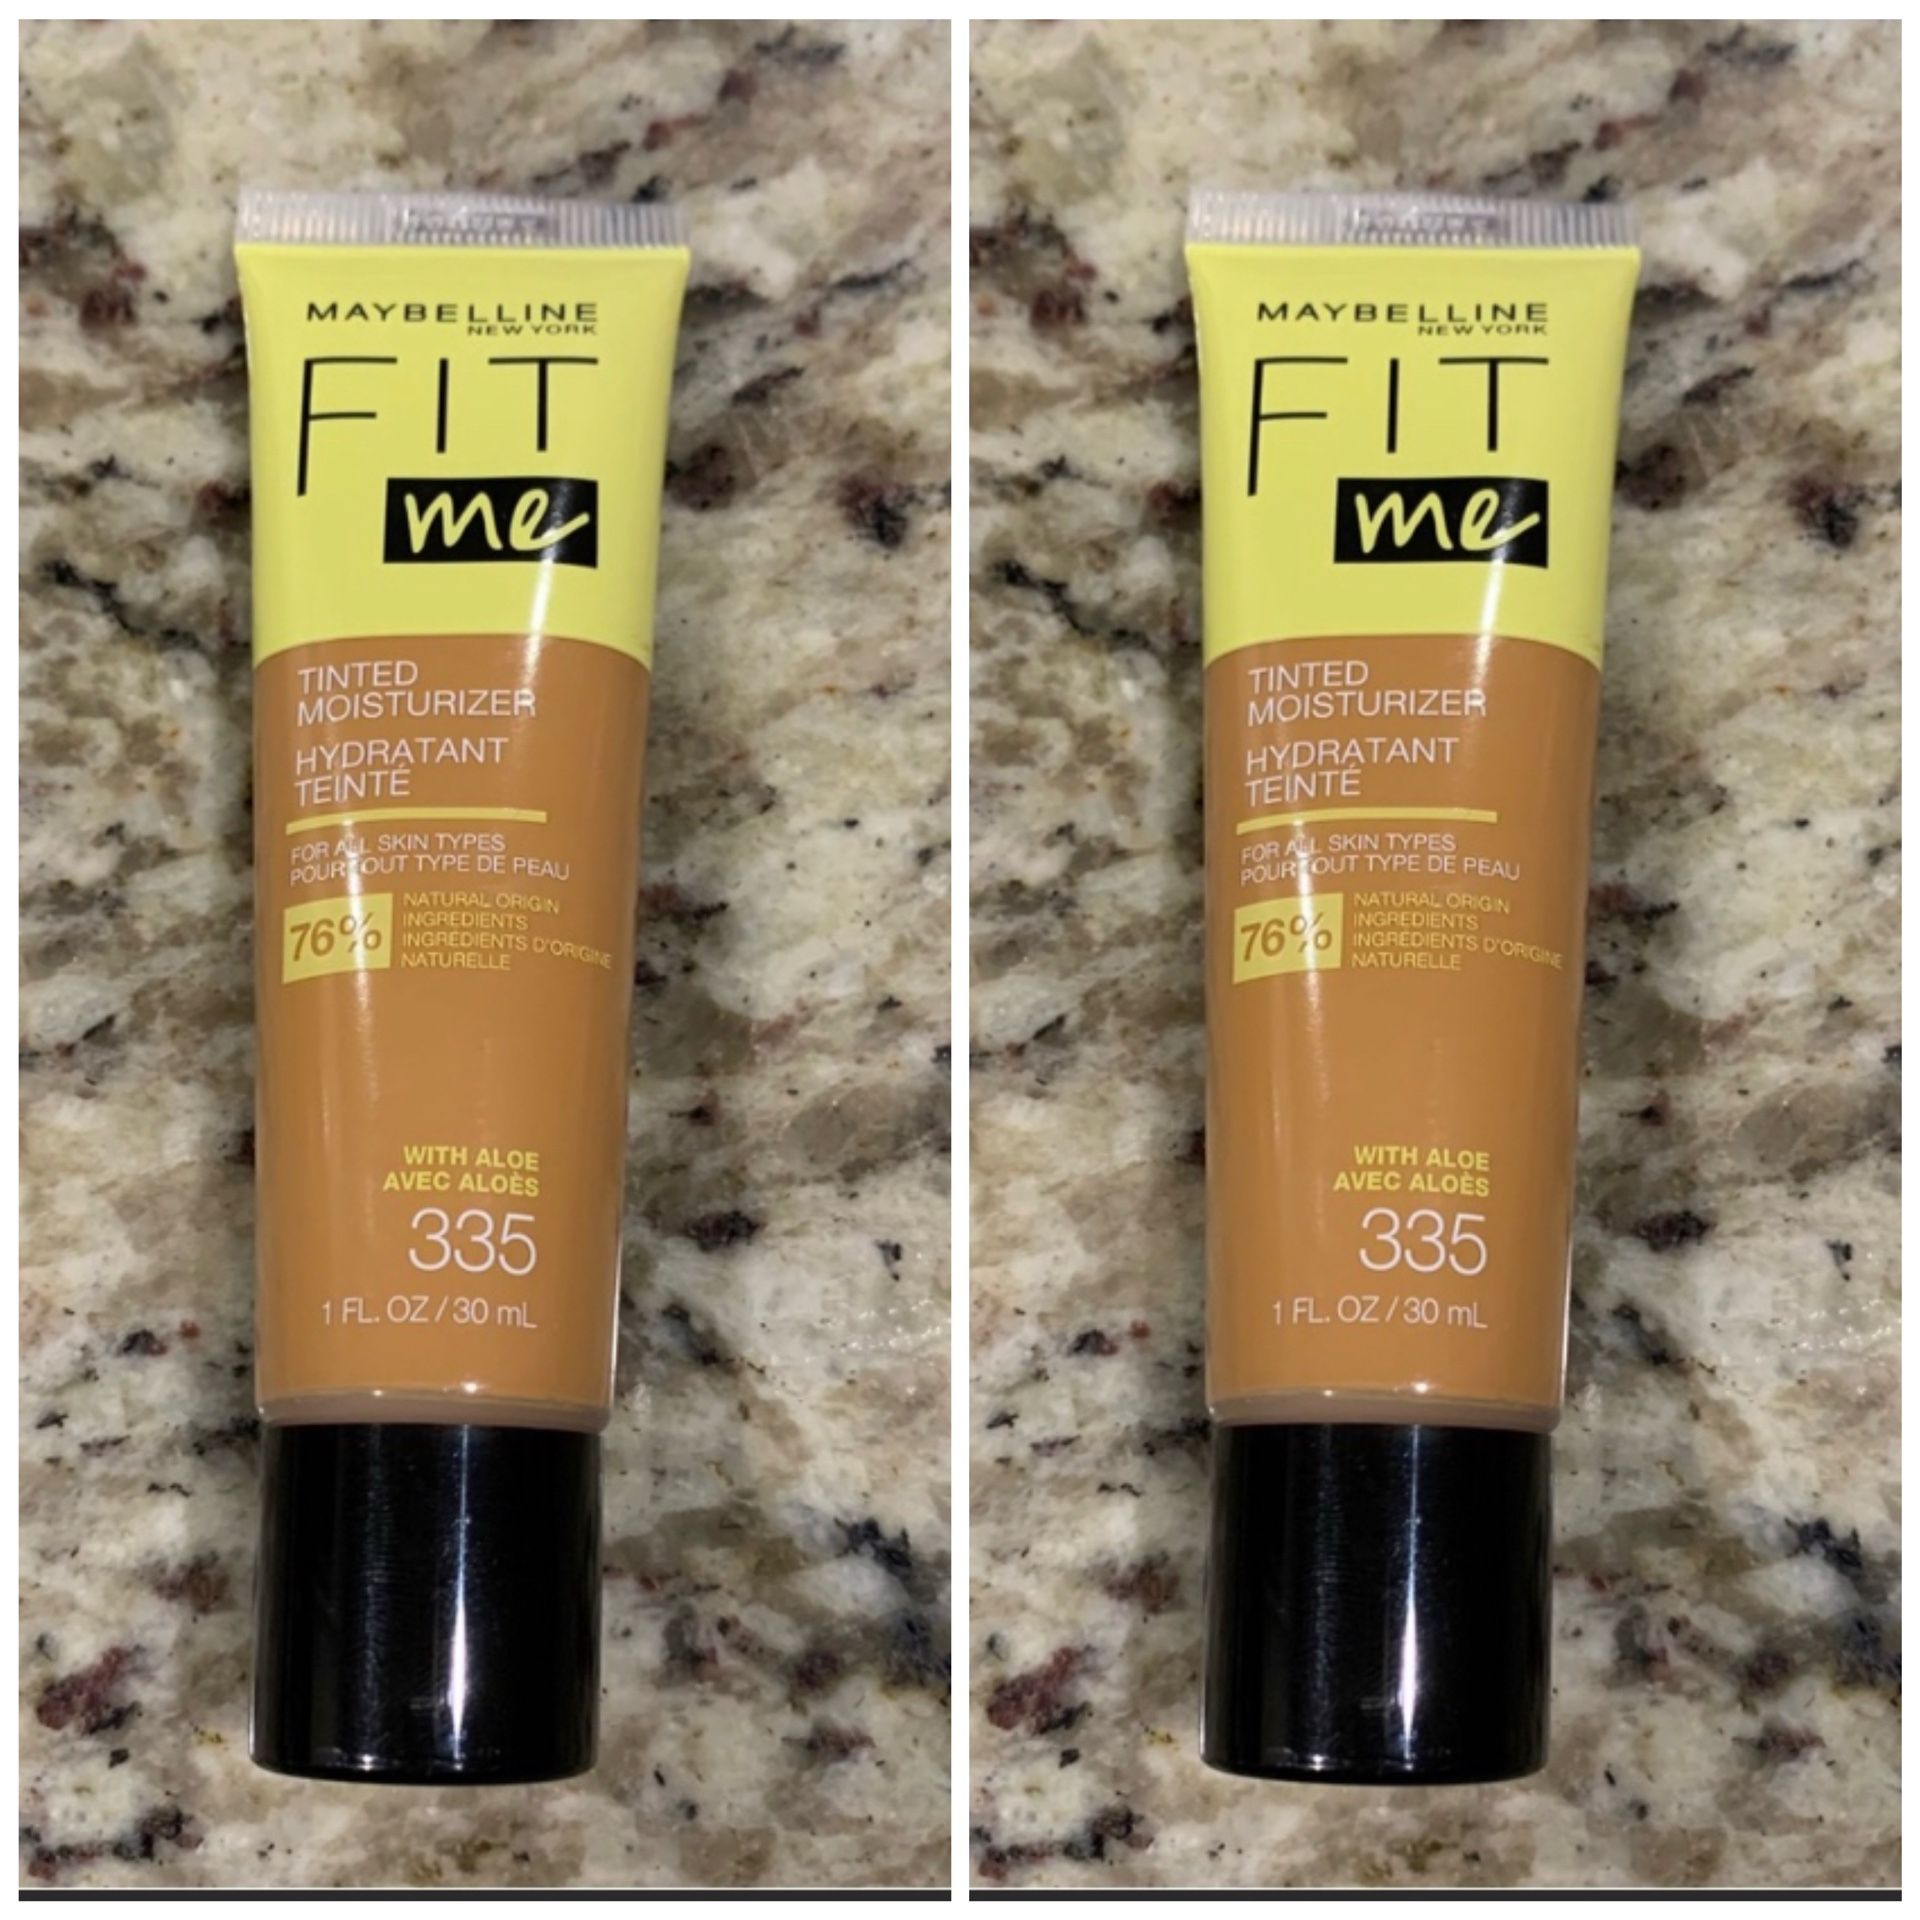 MAYBELLINE
NEW YORK
FIT
me
TINTED
MOISTURIZER
HYDRATANT
TEINTÉ
FOR ALL SKIN TYPES
POUR TOUT TYPE DE PEAU
76%
NATURAL ORIGIN
INGREDIENTS
INGRÉDIENTS D'ORIGINE
NATURELLE
WITH ALOE
AVEC ALOÈS
335
1 FL. OZ / 30 mL
MAYBELLINE
NEW YORK
FIT
me
TINTED
MOISTURIZER
HYDRATANT
TEINTÉ
FOR ALL SKIN TYPES
POUR TOUT TYPE DE PEAU
76%
NATURAL ORIGIN
INGREDIENTS
INGRÉDIENTS D'ORIGINE
NATURELLE
WITH ALOE
AVEC ALOÈS
335
1 FL. OZ / 30 mL